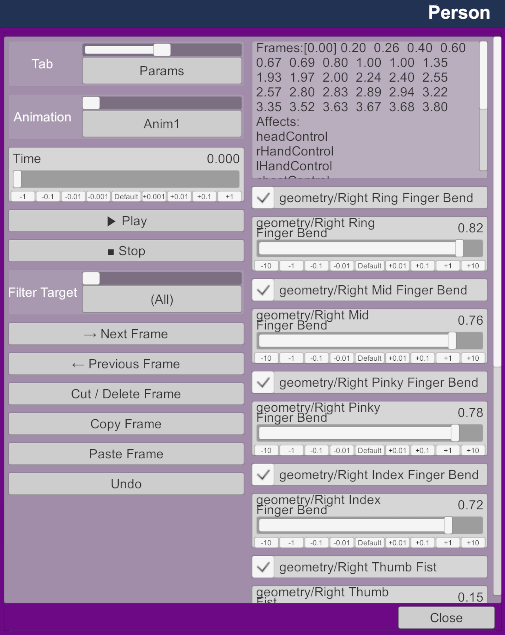 Person
Tab
Params
Animation
Anim1
Time 0.000
-1 -0.1 -0.01 -0.001 Default +0.001 +0.01 +0.1 +1
▶ Play
■ Stop
Filter Target
(All)
→ Next Frame
← Previous Frame
Cut / Delete Frame
Copy Frame
Paste Frame
Undo
Frames:[0.00] 0.20 0.26 0.40 0.60
0.67 0.69 0.80 1.00 1.00 1.35
1.93 1.97 2.00 2.24 2.40 2.55
2.57 2.80 2.83 2.89 2.94 3.22
3.35 3.52 3.63 3.67 3.68 3.80
Affects:
headControl
rHandControl
lHandControl
geometry/Right Ring Finger Bend
geometry/Right Ring
Finger Bend 0.82
-10 -1 -0.1 -0.01 Default +0.01 +0.1 +1 +10
geometry/Right Mid Finger Bend
geometry/Right Mid
Finger Bend 0.76
-10 -1 -0.1 -0.01 Default +0.01 +0.1 +1 +10
geometry/Right Pinky Finger Bend
geometry/Right Pinky
Finger Bend 0.78
-10 -1 -0.1 -0.01 Default +0.01 +0.1 +1 +10
geometry/Right Index Finger Bend
geometry/Right Index
Finger Bend 0.72
-10 -1 -0.1 -0.01 Default +0.01 +0.1 +1 +10
geometry/Right Thumb Fist
geometry/Right Thumb
Fist 0.15
Close